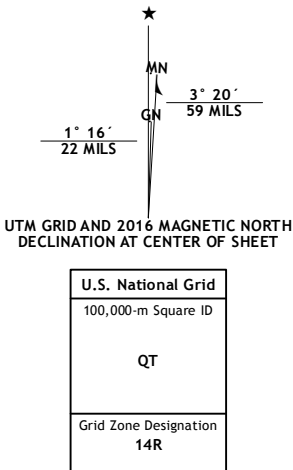 ★
MN
3° 20´
59 MILS
GN
1° 16´
22 MILS
UTM GRID AND 2016 MAGNETIC NORTH
DECLINATION AT CENTER OF SHEET
U.S. National Grid
100,000-m Square ID
QT
Grid Zone Designation
14R